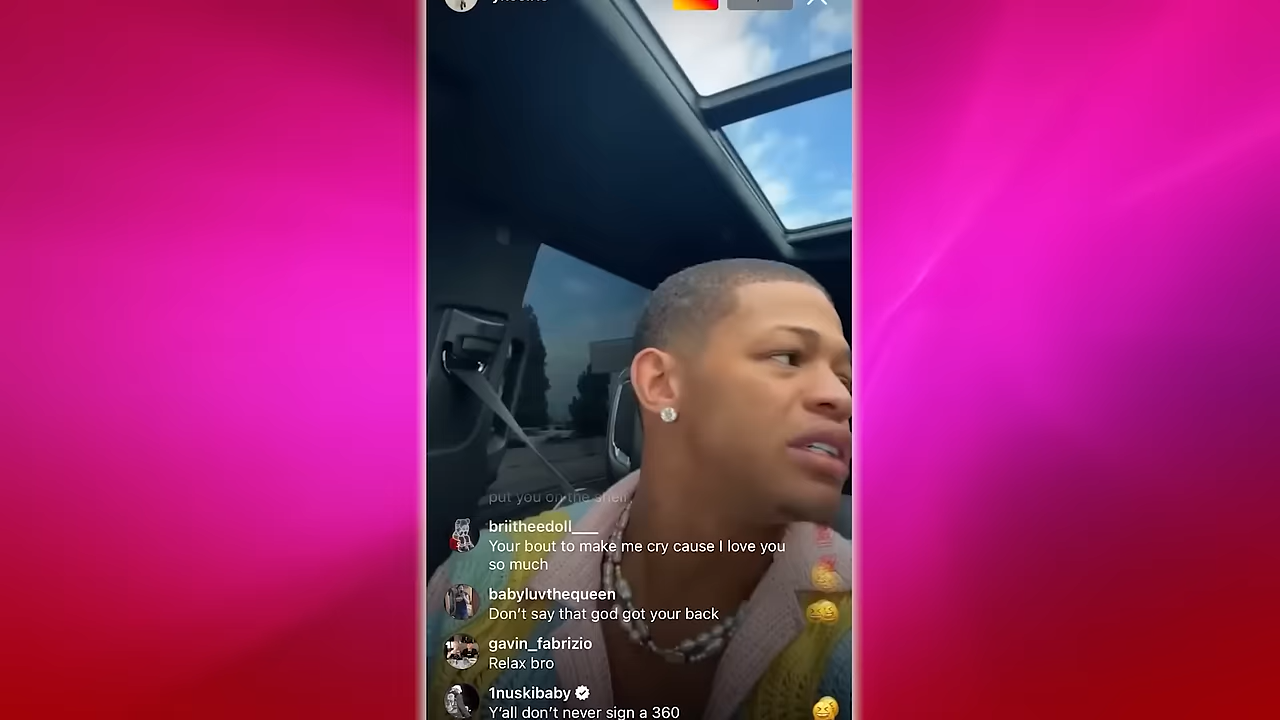 put you on the shelf
briitheedoll___
Your bout to make me cry cause I love you
so much
babyluvthequeen
Don't say that god got your back
gavin_fabrizio
Relax bro
1nuskibaby
Y'all don't never sign a 360